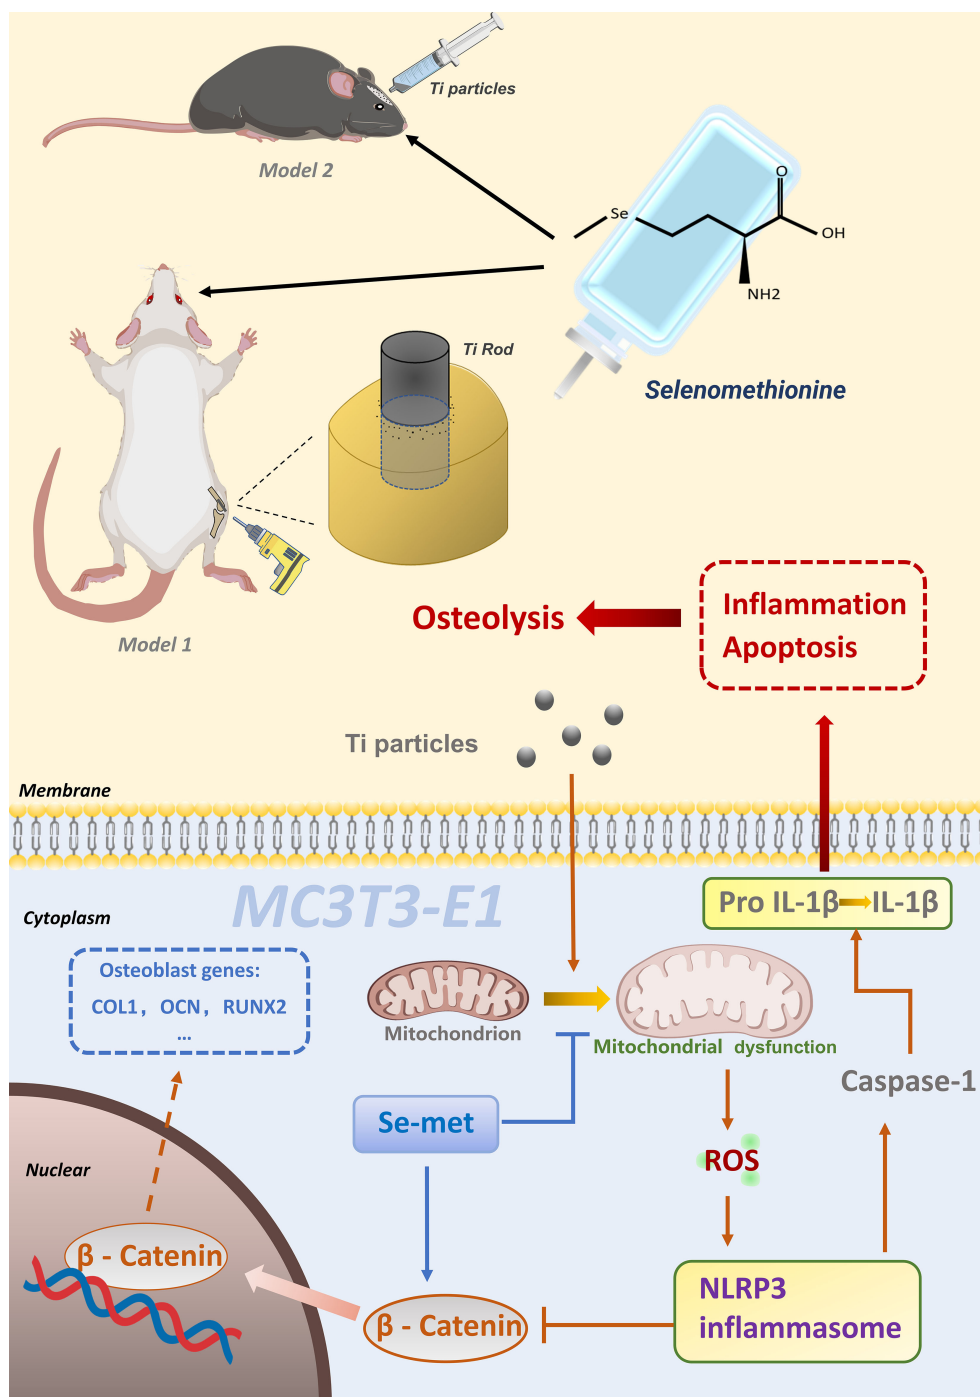 Ti particles
Model 2
Se
O
OH
NH2
Selenomethionine
Ti Rod
Model 1
Inflammation
Apoptosis
Osteolysis
Ti particles
Membrane
MC3T3-E1
Cytoplasm
Pro IL-1β IL-1β
Osteoblast genes:
COL1, OCN, RUNX2
...
Mitochondrion
Mitochondrial dysfunction
Caspase-1
Se-met
ROS
Nuclear
β - Catenin
β - Catenin
NLRP3
inflammasome